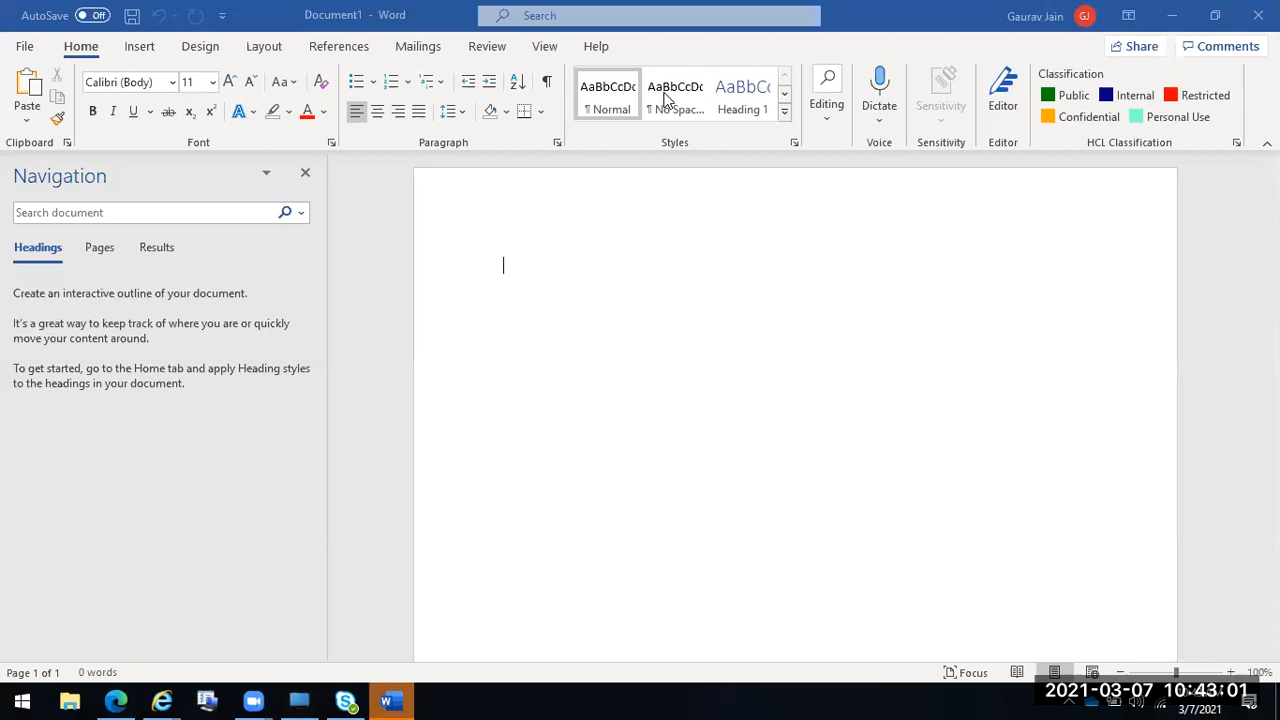 AutoSave Off Document1 - Word Search Gaurav Jain GJ
File Home Insert Design Layout References Mailings Review View Help Share Comments
Paste Calibri (Body) 11 Aa AaBbCcDc AaBbCcDc AaBbCc Editing Dictate Sensitivity Editor Classification
Public Internal Restricted
B I U ab x₂ x² A A ¶ Normal ¶ No Spac... Heading 1 Confidential Personal Use
Clipboard Font Paragraph Styles Voice Sensitivity Editor HCL Classification
Navigation
Search document
Headings Pages Results
Create an interactive outline of your document.
It's a great way to keep track of where you are or quickly
move your content around.
To get started, go to the Home tab and apply Heading styles
to the headings in your document.
Page 1 of 1 0 words Focus 100%
2021-03-07 10:43:01
3/7/2021